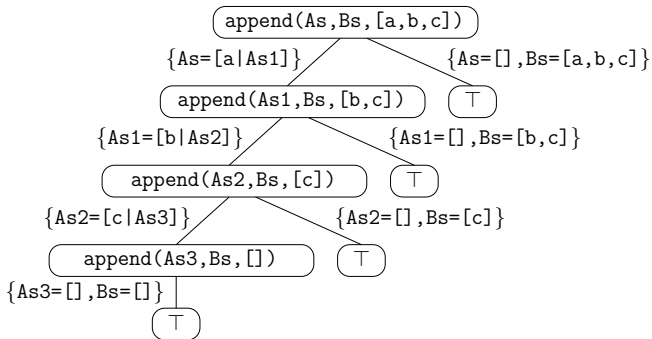 append(As,Bs,[a,b,c])
{As=[a|As1]} {As=[],Bs=[a,b,c]}
append(As1,Bs,[b,c]) ⊤
{As1=[b|As2]} {As1=[],Bs=[b,c]}
append(As2,Bs,[c]) ⊤
{As2=[c|As3]} {As2=[],Bs=[c]}
append(As3,Bs,[]) ⊤
{As3=[],Bs=[]}
⊤